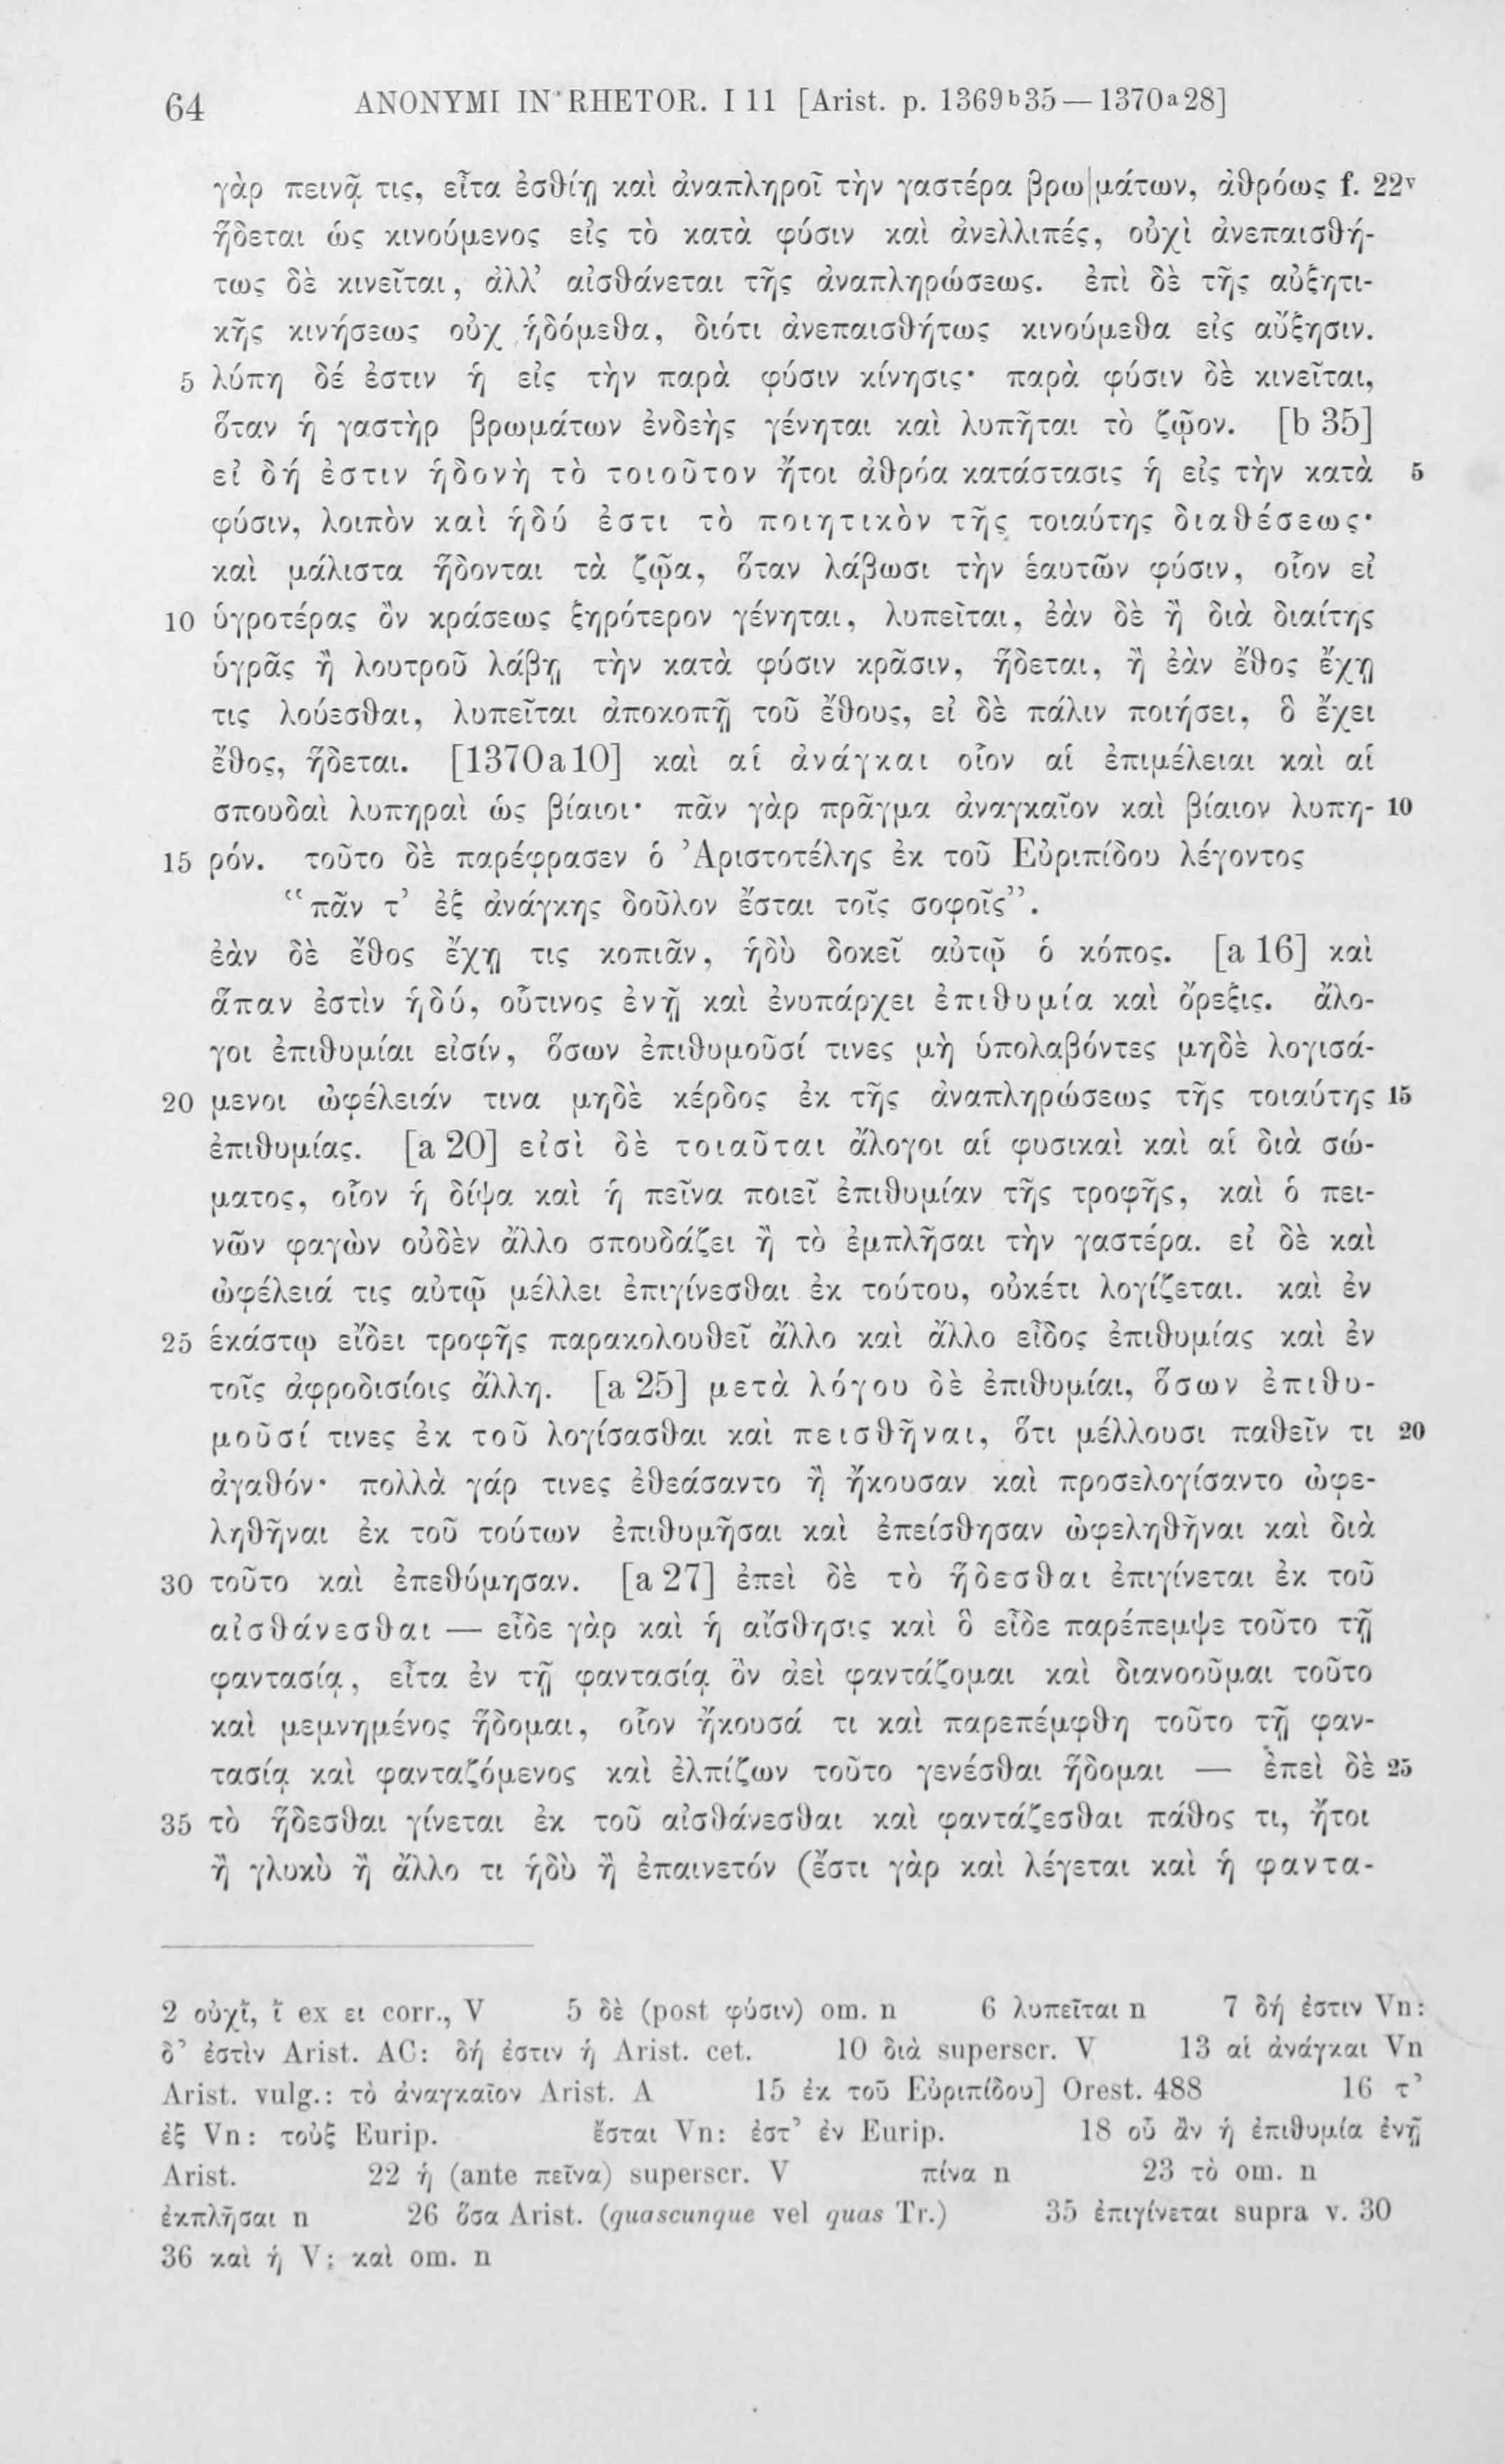 64 ANONYMI IN RHETOR. I 11 [Arist. p. 1369b35—1370a28]
γὰρ πεινᾷ τις, εἶτα ἐσθίῃ καὶ ἀναπληροῖ τὴν γαστέρα βρω|μάτων, ἀθρόως f. 22v
ἥδεται ὡς κινούμενος εἰς τὸ κατὰ φύσιν καὶ ἀνελλιπές, οὐχὶ ἀνεπαισθή-
τως δὲ κινεῖται, ἀλλ’ αἰσθάνεται τῆς ἀναπληρώσεως. ἐπὶ δὲ τῆς αὐξητι-
κῆς κινήσεως οὐχ ἡδόμεθα, διότι ἀνεπαισθήτως κινούμεθα εἰς αὔξησιν.
5 λύπη δέ ἐστιν ἡ εἰς τὴν παρὰ φύσιν κίνησις· παρὰ φύσιν δὲ κινεῖται,
ὅταν ἡ γαστὴρ βρωμάτων ἐνδεὴς γένηται καὶ λυπῆται τὸ ζῷον. [b 35]
εἰ δή ἐστιν ἡδονὴ τὸ τοιοῦτον ἤτοι ἀθρόα κατάστασις ἡ εἰς τὴν κατὰ 5
φύσιν, λοιπὸν καὶ ἡδύ ἐστι τὸ ποιητικὸν τῆς τοιαύτης διαθέσεως·
καὶ μάλιστα ἥδονται τὰ ζῷα, ὅταν λάβωσι τὴν ἑαυτῶν φύσιν, οἷον εἰ
10 ὑγροτέρας ὂν κράσεως ξηρότερον γένηται, λυπεῖται, ἐὰν δὲ ἢ διὰ διαίτης
ὑγρᾶς ἢ λουτροῦ λάβῃ τὴν κατὰ φύσιν κρᾶσιν, ἥδεται, ἢ ἐὰν ἔθος ἔχῃ
τις λούεσθαι, λυπεῖται ἀποκοπῇ τοῦ ἔθους, εἰ δὲ πάλιν ποιήσει, ὃ ἔχει
ἔθος, ἥδεται. [1370a10] καὶ αἱ ἀνάγκαι οἷον αἱ ἐπιμέλειαι καὶ αἱ
σπουδαὶ λυπηραὶ ὡς βίαιοι· πᾶν γὰρ πρᾶγμα ἀναγκαῖον καὶ βίαιον λυπη- 10
15 ρόν. τοῦτο δὲ παρέφρασεν ὁ Ἀριστοτέλης ἐκ τοῦ Εὐριπίδου λέγοντος
“πᾶν τ’ ἐξ ἀνάγκης δοῦλον ἔσται τοῖς σοφοῖς”.
ἐὰν δὲ ἔθος ἔχῃ τις κοπιᾶν, ἡδὺ δοκεῖ αὐτῷ ὁ κόπος. [a 16] καὶ
ἅπαν ἐστὶν ἡδύ, οὗτινος ἐνῇ καὶ ἐνυπάρχει ἐπιθυμία καὶ ὄρεξις. ἄλο-
γοι ἐπιθυμίαι εἰσίν, ὅσων ἐπιθυμοῦσί τινες μὴ ὑπολαβόντες μηδὲ λογισά-
20 μενοι ὠφέλειάν τινα μηδὲ κέρδος ἐκ τῆς ἀναπληρώσεως τῆς τοιαύτης 15
ἐπιθυμίας. [a 20] εἰσὶ δὲ τοιαῦται ἄλογοι αἱ φυσικαὶ καὶ αἱ διὰ σώ-
ματος, οἷον ἡ δίψα καὶ ἡ πεῖνα ποιεῖ ἐπιθυμίαν τῆς τροφῆς, καὶ ὁ πει-
νῶν φαγὼν οὐδὲν ἄλλο σπουδάζει ἢ τὸ ἐμπλῆσαι τὴν γαστέρα. εἰ δὲ καὶ
ὠφέλειά τις αὐτῷ μέλλει ἐπιγίνεσθαι ἐκ τούτου, οὐκέτι λογίζεται. καὶ ἐν
25 ἑκάστῳ εἴδει τροφῆς παρακολουθεῖ ἄλλο καὶ ἄλλο εἶδος ἐπιθυμίας καὶ ἐν
τοῖς ἀφροδισίοις ἄλλη. [a 25] μετὰ λόγου δὲ ἐπιθυμίαι, ὅσων ἐπιθυ-
μοῦσί τινες ἐκ τοῦ λογίσασθαι καὶ πεισθῆναι, ὅτι μέλλουσι παθεῖν τι 20
ἀγαθόν· πολλὰ γάρ τινες ἐθεάσαντο ἢ ἤκουσαν καὶ προσελογίσαντο ὠφε-
ληθῆναι ἐκ τοῦ τούτων ἐπιθυμῆσαι καὶ ἐπείσθησαν ὠφεληθῆναι καὶ διὰ
30 τοῦτο καὶ ἐπεθύμησαν. [a 27] ἐπεὶ δὲ τὸ ἥδεσθαι ἐπιγίνεται ἐκ τοῦ
αἰσθάνεσθαι — εἶδε γὰρ καὶ ἡ αἴσθησις καὶ ὃ εἶδε παρέπεμψε τοῦτο τῇ
φαντασίᾳ, εἶτα ἐν τῇ φαντασίᾳ ὂν ἀεὶ φαντάζομαι καὶ διανοοῦμαι τοῦτο
καὶ μεμνημένος ἥδομαι, οἷον ἤκουσά τι καὶ παρεπέμφθη τοῦτο τῇ φαν-
τασίᾳ καὶ φανταζόμενος καὶ ἐλπίζων τοῦτο γενέσθαι ἥδομαι — ἐπεὶ δὲ 25
35 τὸ ἥδεσθαι γίνεται ἐκ τοῦ αἰσθάνεσθαι καὶ φαντάζεσθαι πάθος τι, ἤτοι
ἢ γλυκὺ ἢ ἄλλο τι ἡδὺ ἢ ἐπαινετόν (ἔστι γὰρ καὶ λέγεται καὶ ἡ φαντα-
2 οὐχῒ, ῒ ex ει corr., V 5 δὲ (post φύσιν) om. n 6 λυπεῖται n 7 δή ἐστιν Vn:
δ’ ἐστὶν Arist. AC: δή ἐστιν ἡ Arist. cet. 10 διὰ superscr. V 13 αἱ ἀνάγκαι Vn
Arist. vulg.: τὸ ἀναγκαῖον Arist. A 15 ἐκ τοῦ Εὐριπίδου] Orest. 488 16 τ’
ἐξ Vn: τοὐξ Eurip. ἔσται Vn: ἐστ’ ἐν Eurip. 18 οὗ ἂν ἡ ἐπιθυμία ἐνῇ
Arist. 22 ἡ (ante πεῖνα) superscr. V πίνα n 23 τὸ om. n
ἐκπλῆσαι n 26 ὅσα Arist. (quascunque vel quas Tr.) 35 ἐπιγίνεται supra v. 30
36 καὶ ἡ V: καὶ om. n